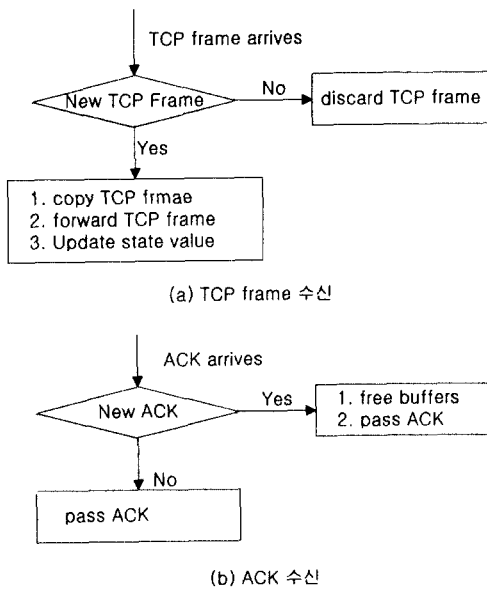 TCP frame arrives
New TCP Frame
No
discard TCP frame
Yes
1. copy TCP frmae
2. forward TCP frame
3. Update state value
(a) TCP frame 수신
ACK arrives
New ACK
Yes
1. free buffers
2. pass ACK
No
pass ACK
(b) ACK 수신